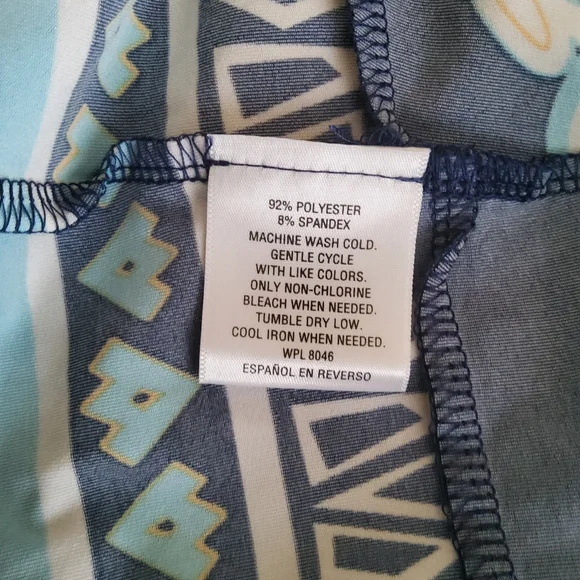 92% POLYESTER
8% SPANDEX
MACHINE WASH COLD.
GENTLE CYCLE
WITH LIKE COLORS.
ONLY NON-CHLORINE
BLEACH WHEN NEEDED.
TUMBLE DRY LOW.
COOL IRON WHEN NEEDED.
WPL 8046
ESPAÑOL EN REVERSO